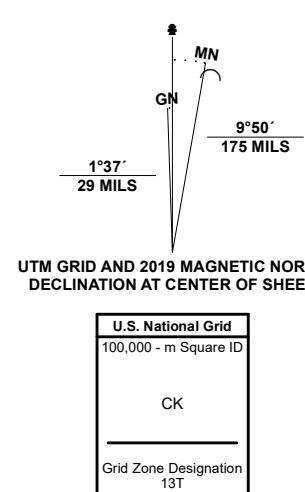 MN
GN
9°50´
175 MILS
1°37´
29 MILS
UTM GRID AND 2019 MAGNETIC NOR
DECLINATION AT CENTER OF SHEE
U.S. National Grid
100,000 - m Square ID
CK
Grid Zone Designation
13T